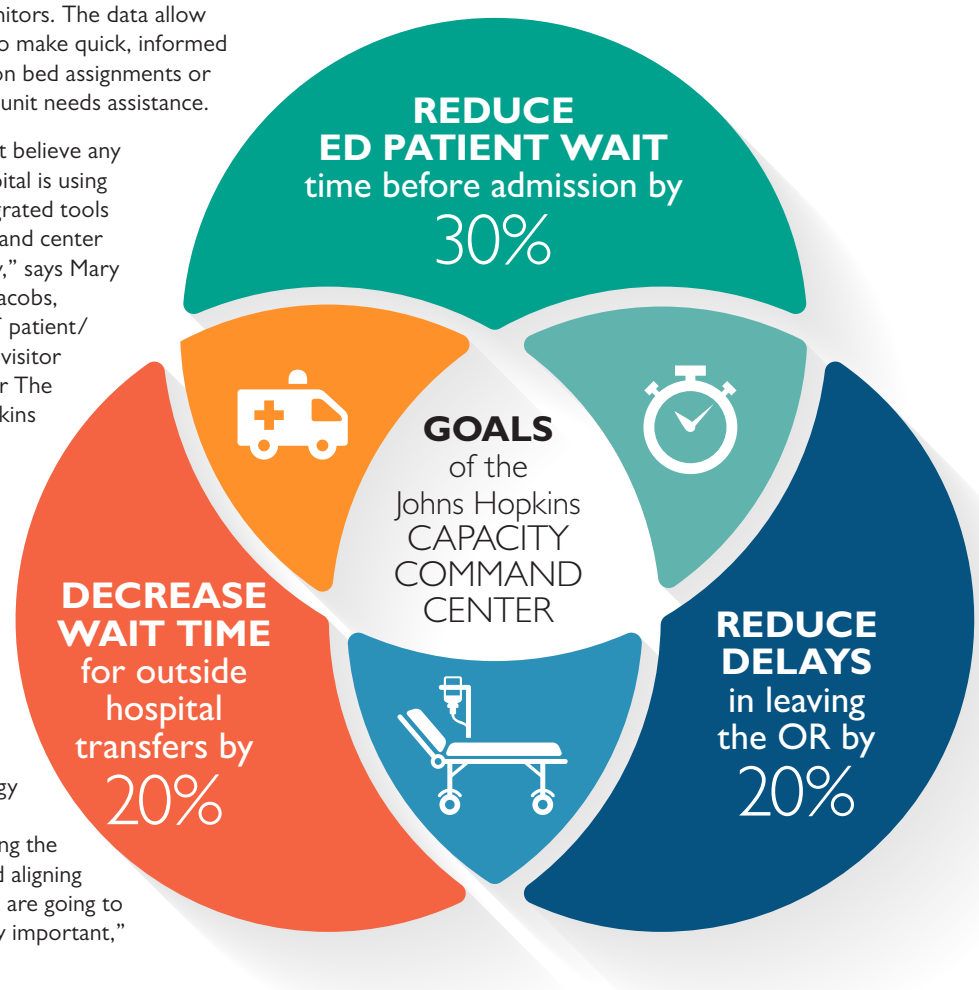 nitors. The data allow
o make quick, informed
on bed assignments or
unit needs assistance.
t believe any
pital is using
grated tools
and center
y,” says Mary
acobs,
patient/
visitor
r The
kins
gy
ng the
d aligning
are going to
y important,”
REDUCE
ED PATIENT WAIT
time before admission by
30%
GOALS
of the
Johns Hopkins
CAPACITY
COMMAND
CENTER
DECREASE
WAIT TIME
for outside
hospital
transfers by
20%
REDUCE
DELAYS
in leaving
the OR by
20%